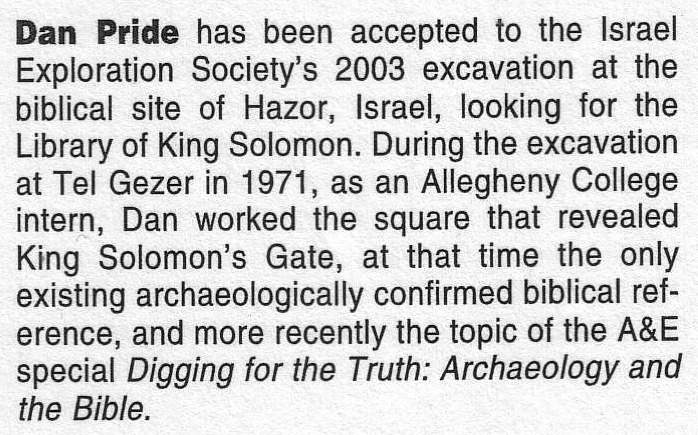 Dan Pride has been accepted to the Israel
Exploration Society's 2003 excavation at the
biblical site of Hazor, Israel, looking for the
Library of King Solomon. During the excavation
at Tel Gezer in 1971, as an Allegheny College
intern, Dan worked the square that revealed
King Solomon's Gate, at that time the only
existing archaeologically confirmed biblical ref-
erence, and more recently the topic of the A&E
special Digging for the Truth: Archaeology and
the Bible.